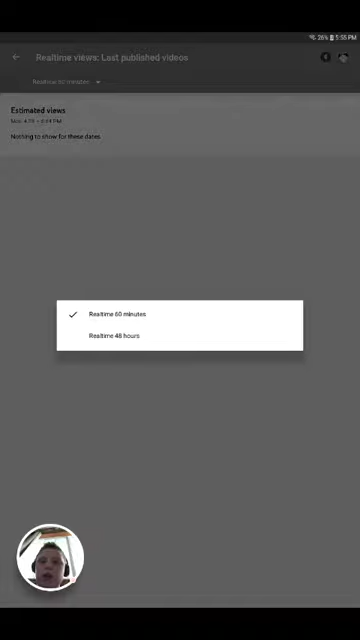 26% 5:55 PM
Realtime views: Last published videos
Realtime 60 minutes
Estimated views
Nothing to show for these dates
Realtime 60 minutes
Realtime 48 hours